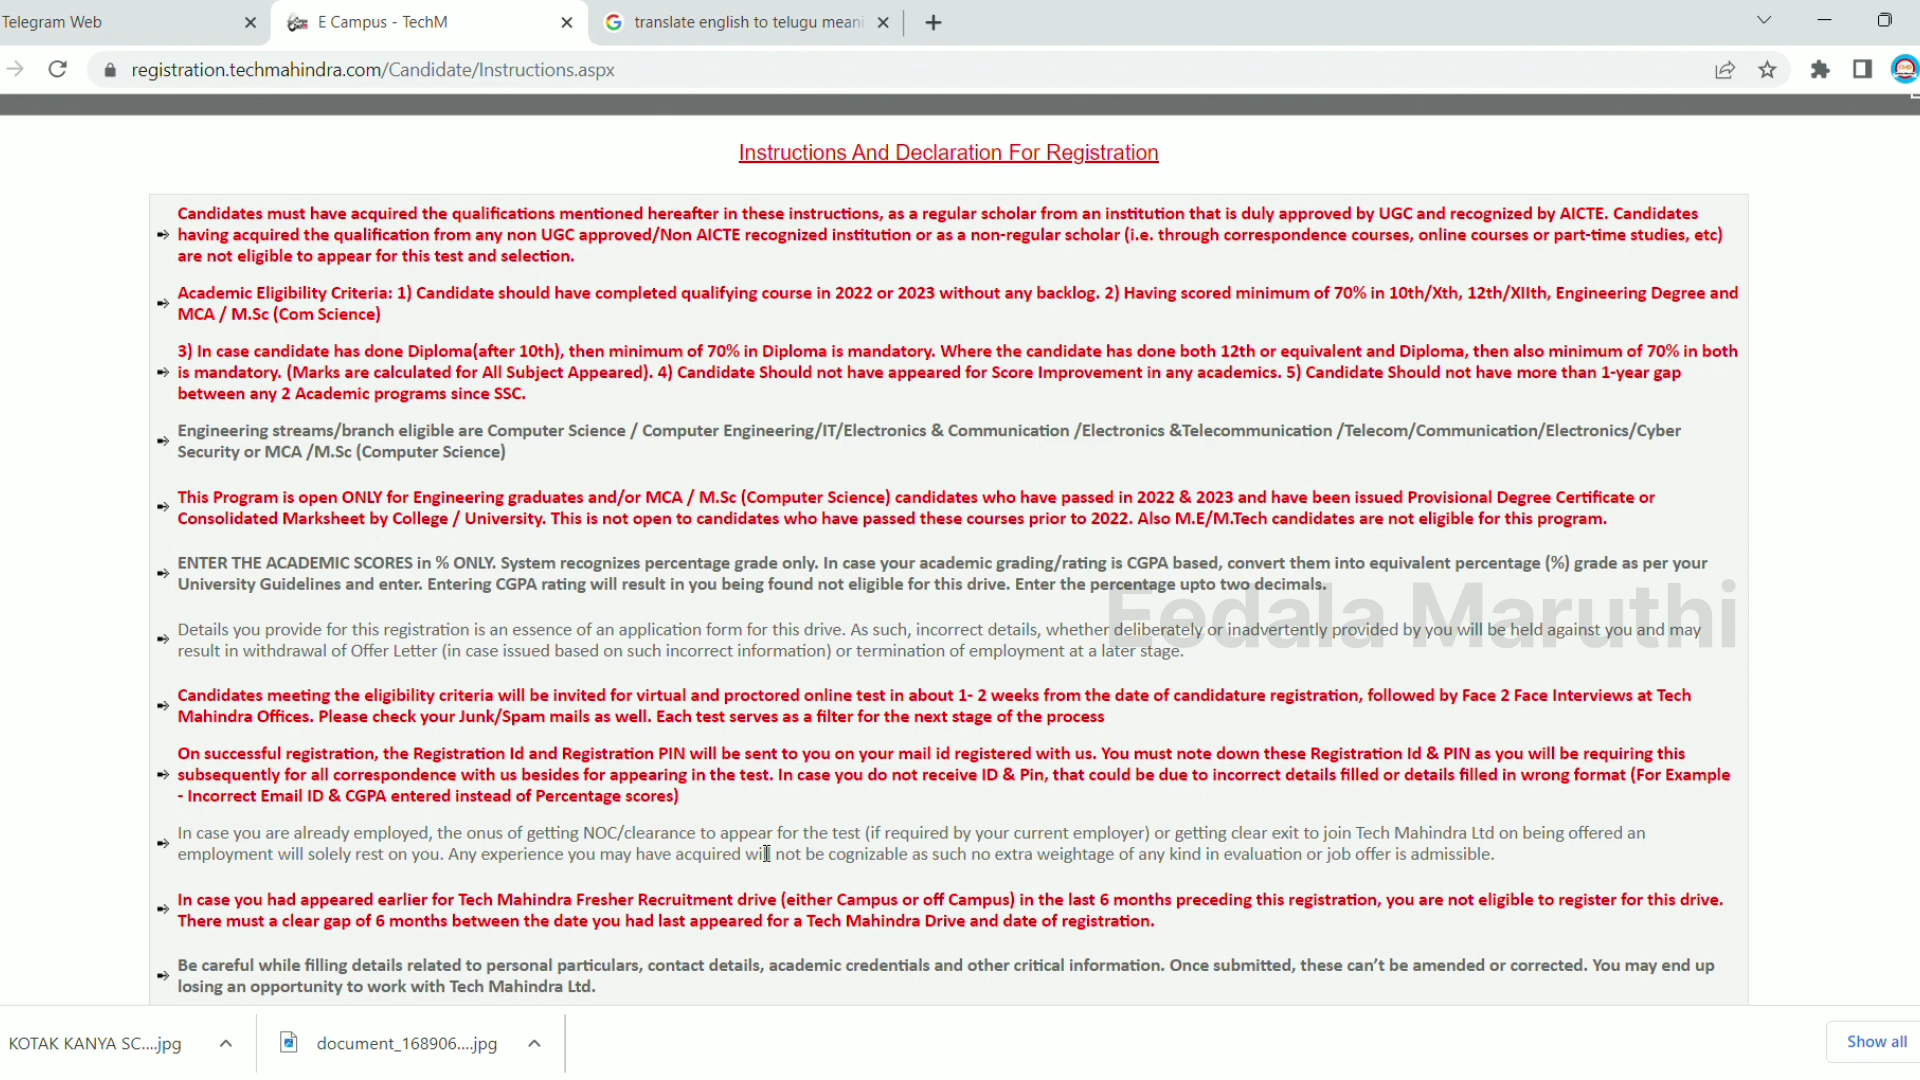 Telegram Web
E Campus - TechM
translate english to telugu meani
registration.techmahindra.com/Candidate/Instructions.aspx
Instructions And Declaration For Registration
Candidates must have acquired the qualifications mentioned hereafter in these instructions, as a regular scholar from an institution that is duly approved by UGC and recognized by AICTE. Candidates
having acquired the qualification from any non UGC approved/Non AICTE recognized institution or as a non-regular scholar (i.e. through correspondence courses, online courses or part-time studies, etc)
are not eligible to appear for this test and selection.
Academic Eligibility Criteria: 1) Candidate should have completed qualifying course in 2022 or 2023 without any backlog. 2) Having scored minimum of 70% in 10th/Xth, 12th/XIIth, Engineering Degree and
MCA / M.Sc (Com Science)
3) In case candidate has done Diploma(after 10th), then minimum of 70% in Diploma is mandatory. Where the candidate has done both 12th or equivalent and Diploma, then also minimum of 70% in both
is mandatory. (Marks are calculated for All Subject Appeared). 4) Candidate Should not have appeared for Score Improvement in any academics. 5) Candidate Should not have more than 1-year gap
between any 2 Academic programs since SSC.
Engineering streams/branch eligible are Computer Science / Computer Engineering/IT/Electronics & Communication /Electronics &Telecommunication /Telecom/Communication/Electronics/Cyber
Security or MCA /M.Sc (Computer Science)
This Program is open ONLY for Engineering graduates and/or MCA / M.Sc (Computer Science) candidates who have passed in 2022 & 2023 and have been issued Provisional Degree Certificate or
Consolidated Marksheet by College / University. This is not open to candidates who have passed these courses prior to 2022. Also M.E/M.Tech candidates are not eligible for this program.
ENTER THE ACADEMIC SCORES in % ONLY. System recognizes percentage grade only. In case your academic grading/rating is CGPA based, convert them into equivalent percentage (%) grade as per your
University Guidelines and enter. Entering CGPA rating will result in you being found not eligible for this drive. Enter the percentage upto two decimals.
Eedala Maruthi
Details you provide for this registration is an essence of an application form for this drive. As such, incorrect details, whether deliberately or inadvertently provided by you will be held against you and may
result in withdrawal of Offer Letter (in case issued based on such incorrect information) or termination of employment at a later stage.
Candidates meeting the eligibility criteria will be invited for virtual and proctored online test in about 1- 2 weeks from the date of candidature registration, followed by Face 2 Face Interviews at Tech
Mahindra Offices. Please check your Junk/Spam mails as well. Each test serves as a filter for the next stage of the process
On successful registration, the Registration Id and Registration PIN will be sent to you on your mail id registered with us. You must note down these Registration Id & PIN as you will be requiring this
subsequently for all correspondence with us besides for appearing in the test. In case you do not receive ID & Pin, that could be due to incorrect details filled or details filled in wrong format (For Example
- Incorrect Email ID & CGPA entered instead of Percentage scores)
In case you are already employed, the onus of getting NOC/clearance to appear for the test (if required by your current employer) or getting clear exit to join Tech Mahindra Ltd on being offered an
employment will solely rest on you. Any experience you may have acquired will not be cognizable as such no extra weightage of any kind in evaluation or job offer is admissible.
In case you had appeared earlier for Tech Mahindra Fresher Recruitment drive (either Campus or off Campus) in the last 6 months preceding this registration, you are not eligible to register for this drive.
There must a clear gap of 6 months between the date you had last appeared for a Tech Mahindra Drive and date of registration.
Be careful while filling details related to personal particulars, contact details, academic credentials and other critical information. Once submitted, these can't be amended or corrected. You may end up
losing an opportunity to work with Tech Mahindra Ltd.
KOTAK KANYA SC....jpg
document_168906....jpg
Show all